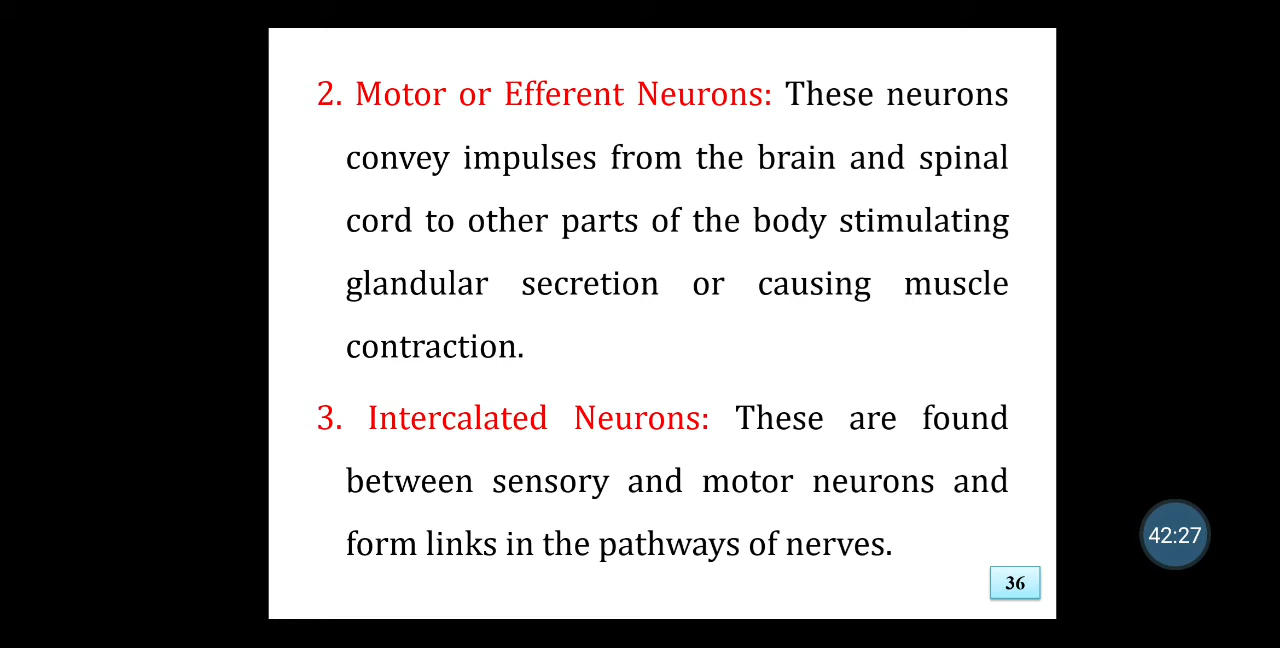 2. Motor or Efferent Neurons: These neurons
convey impulses from the brain and spinal
cord to other parts of the body stimulating
glandular secretion or causing muscle
contraction.
3. Intercalated Neurons: These are found
between sensory and motor neurons and
form links in the pathways of nerves.
42:27
36